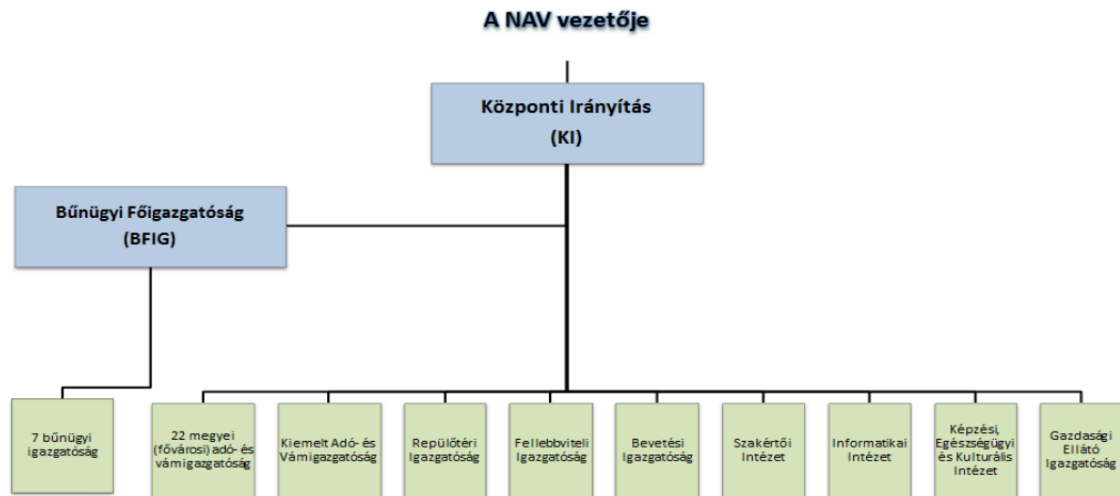 A NAV vezetője
Központi Irányítás
(KI)
Bűnügyi Főigazgatóság
(BFIG)
7 bűnügyi
igazgatóság
22 megyei
(fővárosi) adó- és
vámigazgatóság
Kiemelt Adó- és
Vámigazgatóság
Repülőtéri
Igazgatóság
Fellebbviteli
Igazgatóság
Bevetési
Igazgatóság
Szakértői
Intézet
Informatikai
Intézet
Képzési,
Egészségügyi
és Kulturális
Intézet
Gazdasági
Ellátó
Igazgatóság